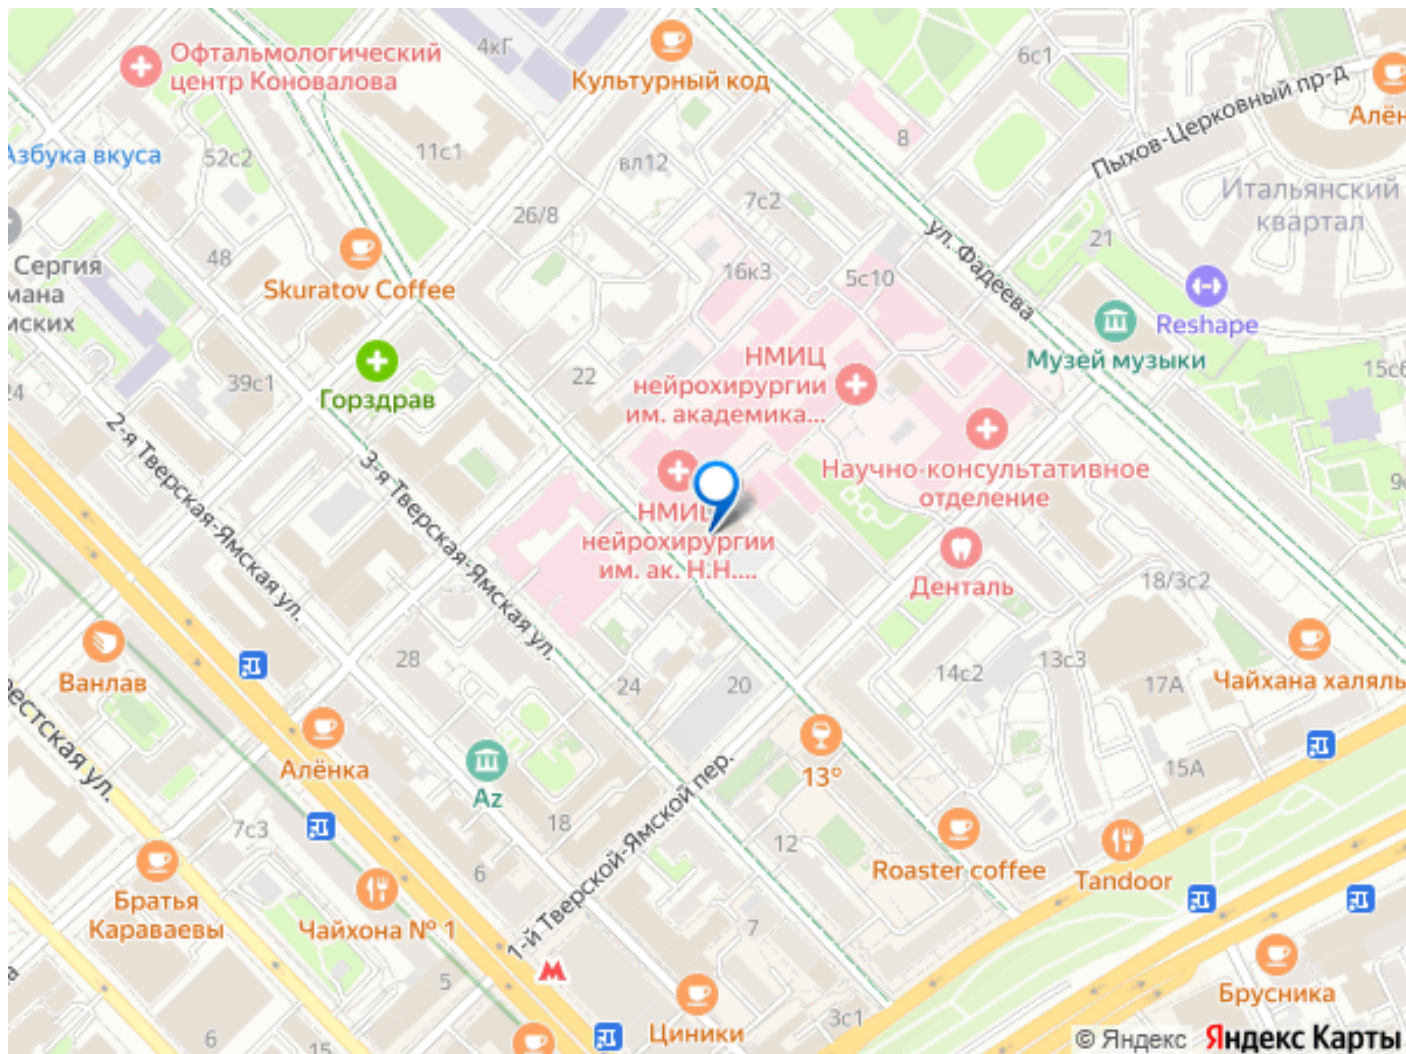 Офтальмологический
центр Коновалова
4кГ
Культурный код
6с1
Пыхов-Церковный пр-д
Алён
Азбука вкуса
52с2
11с1
вл12
8
7с2
26/8
Итальянский
квартал
ул. Фадеева
21
48
Сергия
мана
мских
Skuratov Coffee
16к3
5с10
Reshape
Музей музыки
НМИЦ
нейрохирургии
им. академика...
22
39с1
Горздрав
24
15с6
2-я Тверская-Ямская ул.
3-я Тверская-Ямская ул.
Научно-консультативное
отделение
НМИЦ
нейрохирургии
им. ак. Н.Н....
Денталь
18/3с2
Ванлав
28
24
20
14с2
13с3
17А
Чайхана халяль
рестская ул.
Алёнка
13°
15А
Az
7с3
18
12
6
Roaster coffee
Tandoor
Братья
Караваевы
Чайхона № 1
1-й Тверской-Ямской пер.
7
5
Циники
3с1
Брусника
6
15
© Яндекс Яндекс Карты